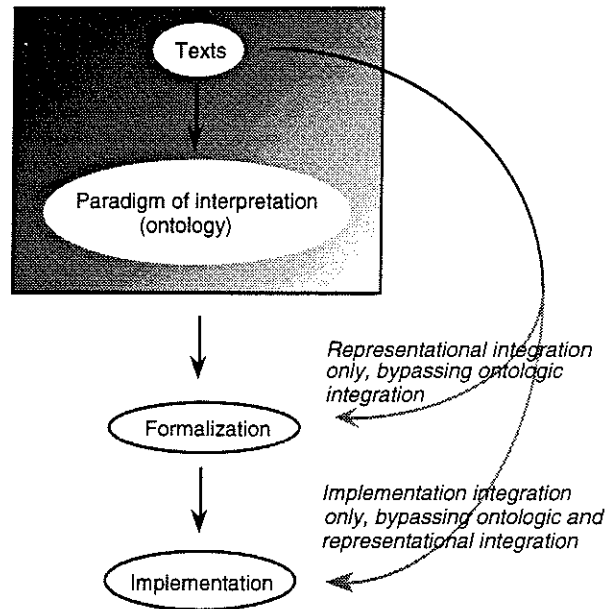 Texts
Paradigm of interpretation
(ontology)
Representational integration
only, bypassing ontologic
integration
Formalization
Implementation integration
only, bypassing ontologic and
representational integration
Implementation